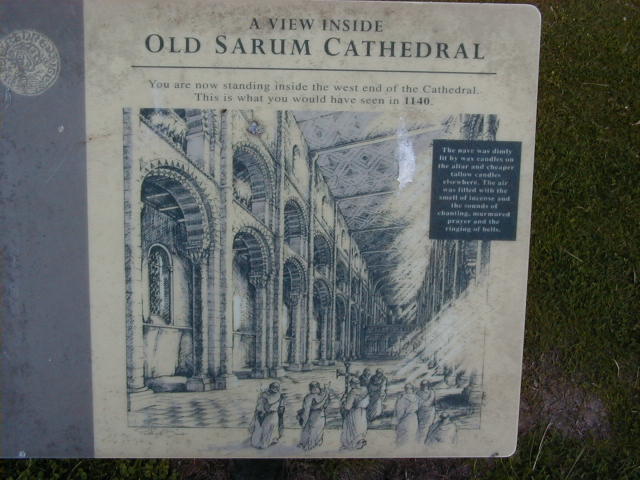 A VIEW INSIDE
OLD SARUM CATHEDRAL
You are now standing inside the west end of the Cathedral.
This is what you would have seen in 1140.
The nave was dimly
lit by wax candles on
the altar and cheaper
tallow candles
elsewhere. The air
was filled with the
smell of incense and
the sounds of
chanting, murmured
prayer and the
ringing of bells.